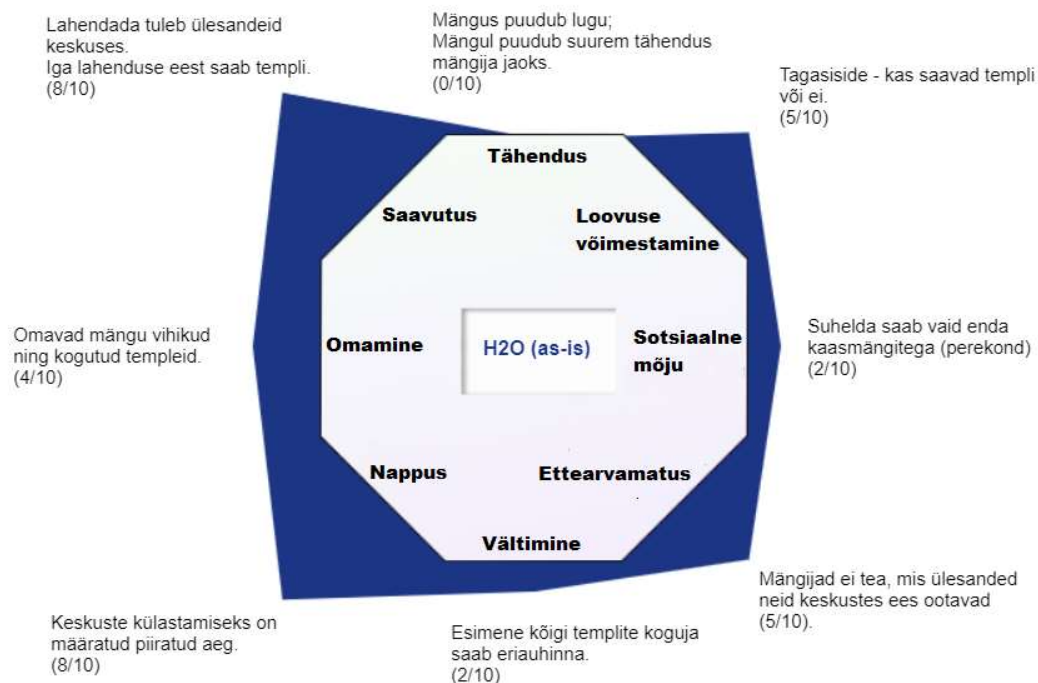 Lahendada tuleb ülesandeid
keskuses.
Iga lahenduse eest saab templi.
(8/10)
Mängus puudub lugu;
Mängul puudub suurem tähendus
mängija jaoks.
(0/10)
Tagasiside - kas saavad templi
või ei.
(5/10)
Tähendus
Saavutus
Loovuse
võimestamine
Omavad mängu vihikud
ning kogutud templeid.
(4/10)
Omamine
H2O (as-is)
Sotsiaalne
mõju
Suhelda saab vaid enda
kaasmängitega (perekond)
(2/10)
Nappus
Ettearvamatus
Vältimine
Keskuste külastamiseks on
määratud piiratud aeg.
(8/10)
Esimene kõigi templite koguja
saab eriauhinna.
(2/10)
Mängijad ei tea, mis ülesanded
neid keskustes ees ootavad
(5/10).